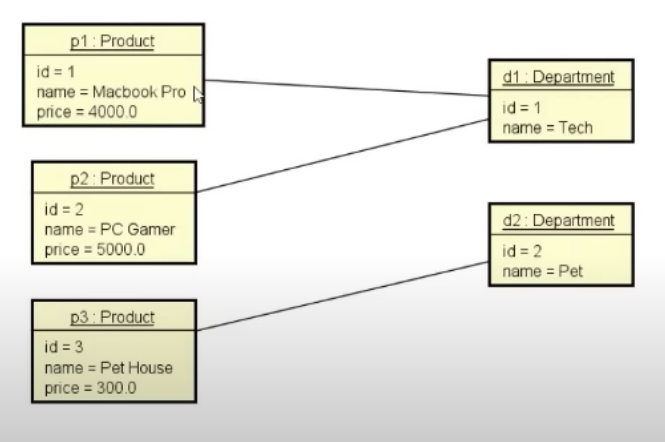 p1 : Product
id = 1
name = Macbook Pro
price = 4000.0
d1 : Department
id = 1
name = Tech
p2 : Product
id = 2
name = PC Gamer
price = 5000.0
d2 : Department
id = 2
name = Pet
p3 : Product
id = 3
name = Pet House
price = 300.0